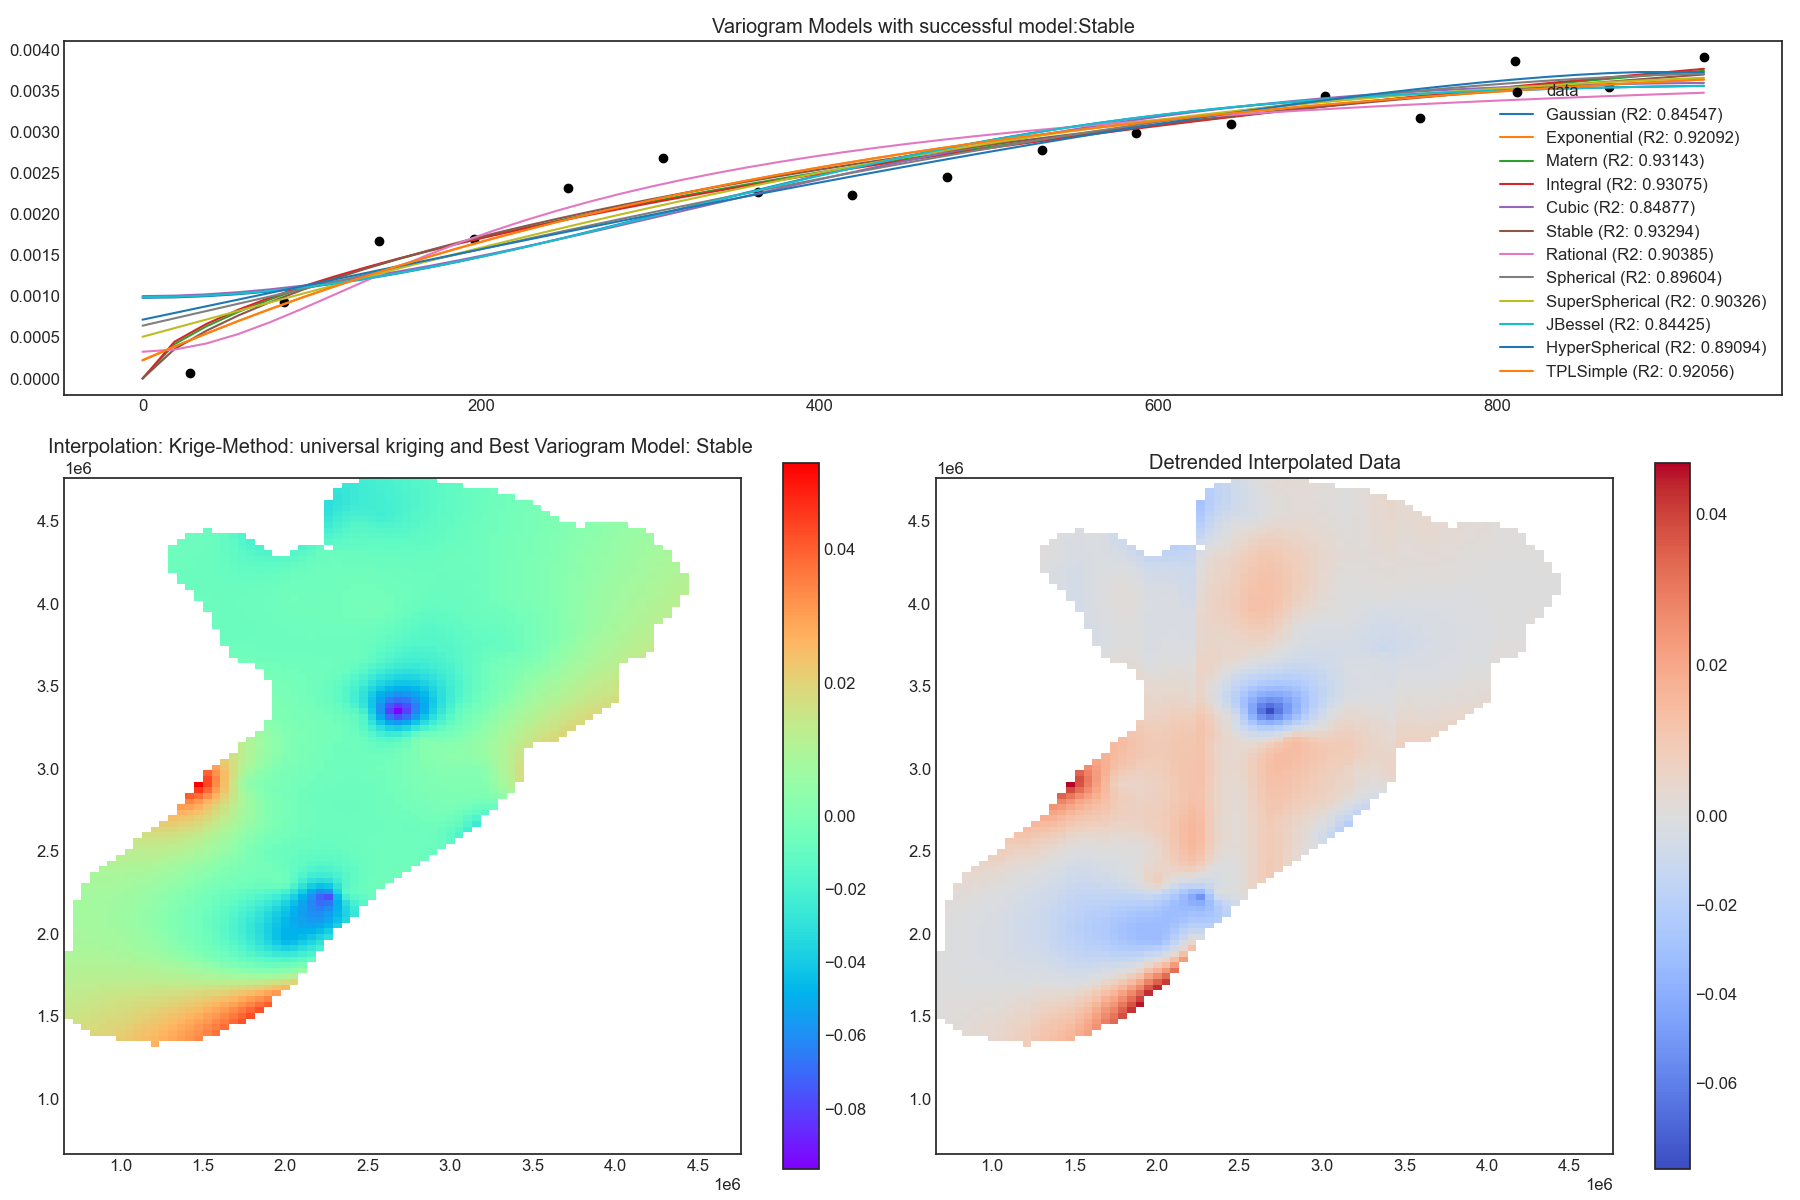 Variogram Models with successful model:Stable
0.0040
0.0035
0.0030
0.0025
0.0020
0.0015
0.0010
0.0005
0.0000
0 200 400 600 800
data
Gaussian (R2: 0.84547)
Exponential (R2: 0.92092)
Matern (R2: 0.93143)
Integral (R2: 0.93075)
Cubic (R2: 0.84877)
Stable (R2: 0.93294)
Rational (R2: 0.90385)
Spherical (R2: 0.89604)
SuperSpherical (R2: 0.90326)
JBessel (R2: 0.84425)
HyperSpherical (R2: 0.89094)
TPLSimple (R2: 0.92056)
Interpolation: Krige-Method: universal kriging and Best Variogram Model: Stable
1e6
4.5
4.0
3.5
3.0
2.5
2.0
1.5
1.0
1.0 1.5 2.0 2.5 3.0 3.5 4.0 4.5
1e6
0.04
0.02
0.00
−0.02
−0.04
−0.06
−0.08
Detrended Interpolated Data
1e6
4.5
4.0
3.5
3.0
2.5
2.0
1.5
1.0
1.0 1.5 2.0 2.5 3.0 3.5 4.0 4.5
1e6
0.04
0.02
0.00
−0.02
−0.04
−0.06